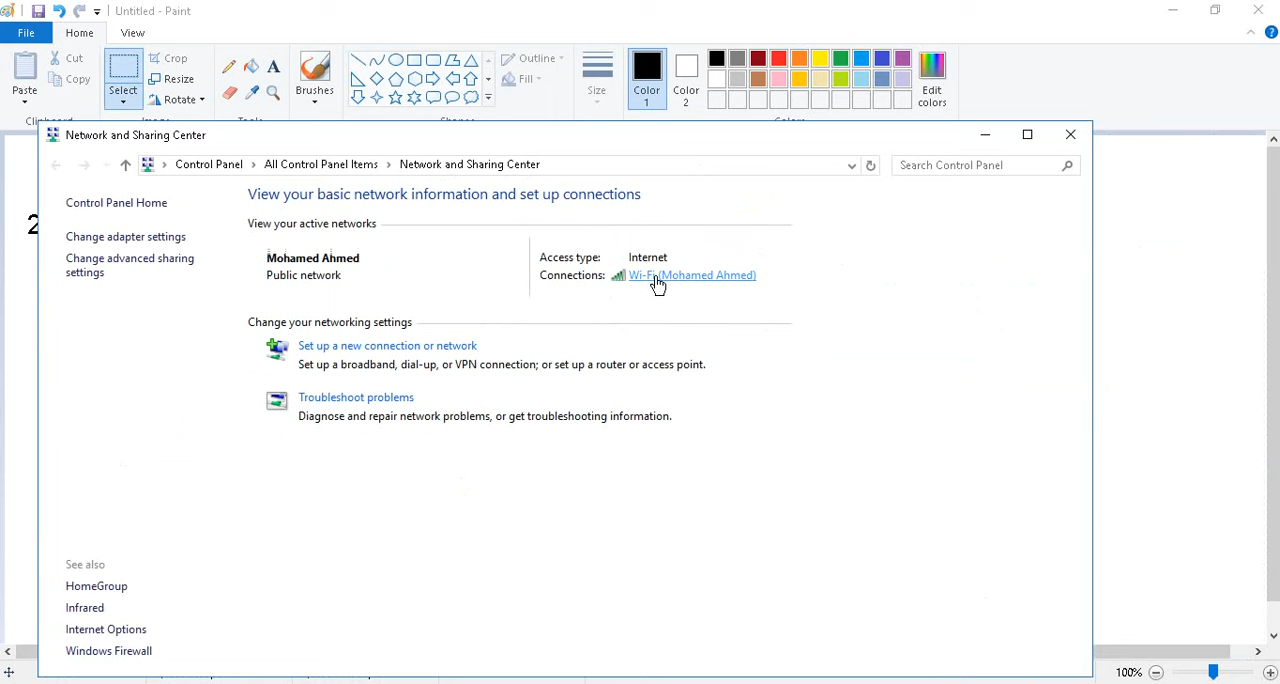 Untitled - Paint
File
Home
View
Paste
Cut
Copy
Select
Crop
Resize
Rotate
A
Brushes
Outline
Fill
Size
Color
1
Color
2
Edit
colors
Network and Sharing Center
Control Panel > All Control Panel Items > Network and Sharing Center
Search Control Panel
Control Panel Home
Change adapter settings
Change advanced sharing
settings
View your basic network information and set up connections
View your active networks
Mohamed Ahmed
Public network
Access type: Internet
Connections: Wi-Fi (Mohamed Ahmed)
Change your networking settings
Set up a new connection or network
Set up a broadband, dial-up, or VPN connection; or set up a router or access point.
Troubleshoot problems
Diagnose and repair network problems, or get troubleshooting information.
See also
HomeGroup
Infrared
Internet Options
Windows Firewall
100%